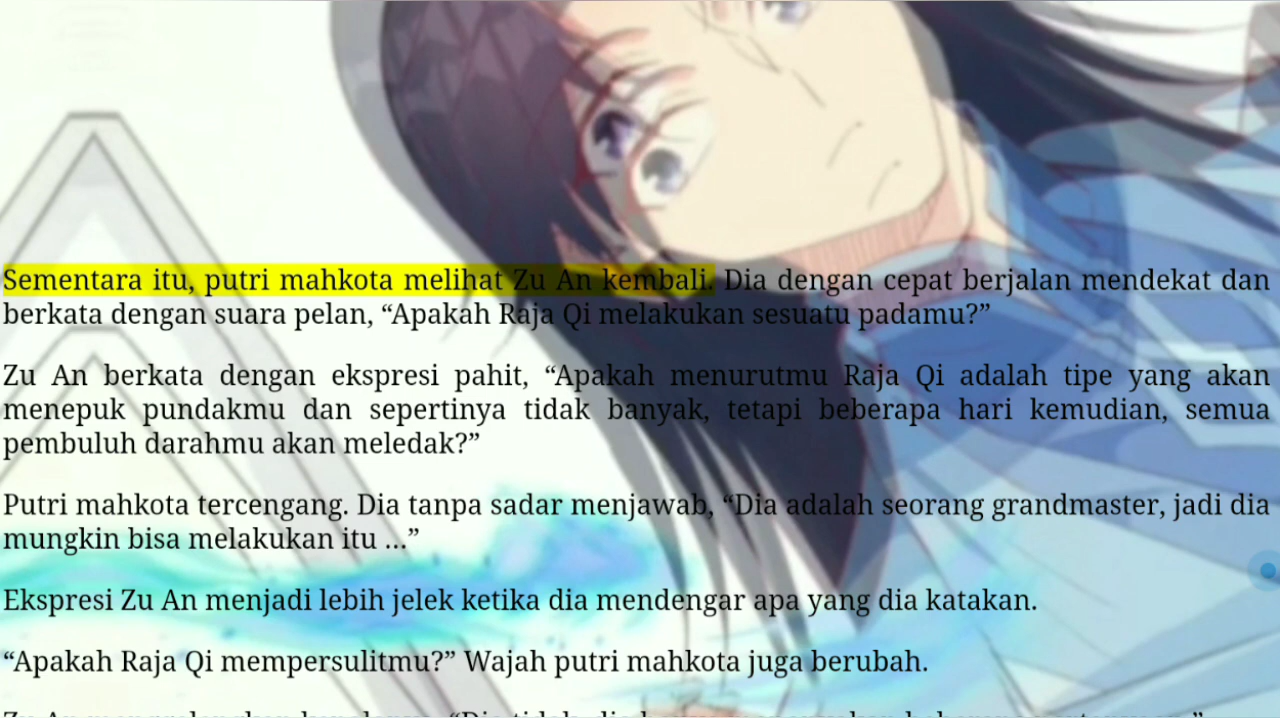 Sementara itu, putri mahkota melihat Zu An kembali. Dia dengan cepat berjalan mendekat dan
berkata dengan suara pelan, “Apakah Raja Qi melakukan sesuatu padamu?”
Zu An berkata dengan ekspresi pahit, “Apakah menurutmu Raja Qi adalah tipe yang akan
menepuk pundakmu dan sepertinya tidak banyak, tetapi beberapa hari kemudian, semua
pembuluh darahmu akan meledak?”
Putri mahkota tercengang. Dia tanpa sadar menjawab, “Dia adalah seorang grandmaster, jadi dia
mungkin bisa melakukan itu ...”
Ekspresi Zu An menjadi lebih jelek ketika dia mendengar apa yang dia katakan.
“Apakah Raja Qi mempersulitmu?” Wajah putri mahkota juga berubah.